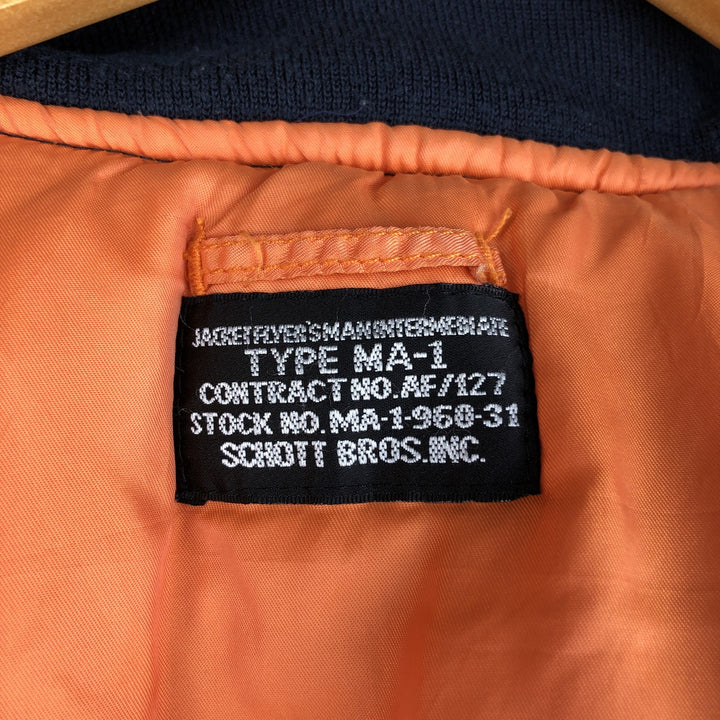 JACKET FLYER'S MAN INTERMEDIATE
TYPE MA-1
CONTRACT NO. AF/127
STOCK NO. MA-1-960-31
SCHOTT BROS. INC.